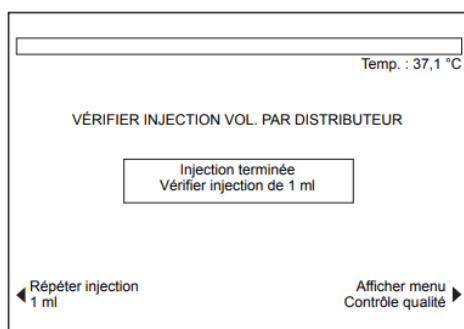 Temp. : 37,1 °C
VÉRIFIER INJECTION VOL. PAR DISTRIBUTEUR
Injection terminée
Vérifier injection de 1 ml
Répéter injection
1 ml
Afficher menu
Contrôle qualité